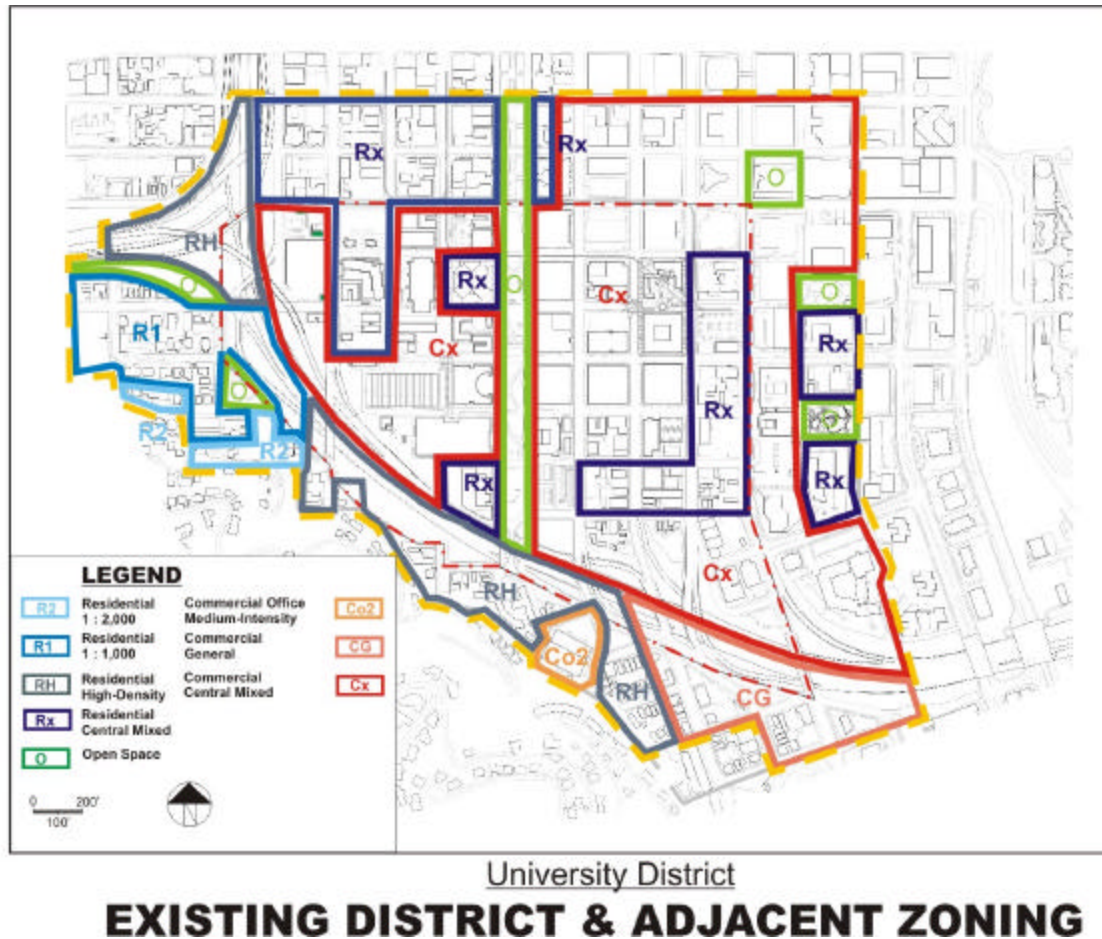 Rx
Rx
O
RH
O
Rx
O
O
Cx
R1
Cx
Rx
O
Rx
O
R2
R2
Rx
Rx
RH
Cx
Co2
RH
CG
LEGEND
R2 Residential 1 : 2,000
Commercial Office Medium-Intensity Co2
R1 Residential 1 : 1,000
Commercial General CG
RH Residential High-Density
Commercial Central Mixed Cx
Rx Residential Central Mixed
O Open Space
0 200'
100'
University District
EXISTING DISTRICT & ADJACENT ZONING